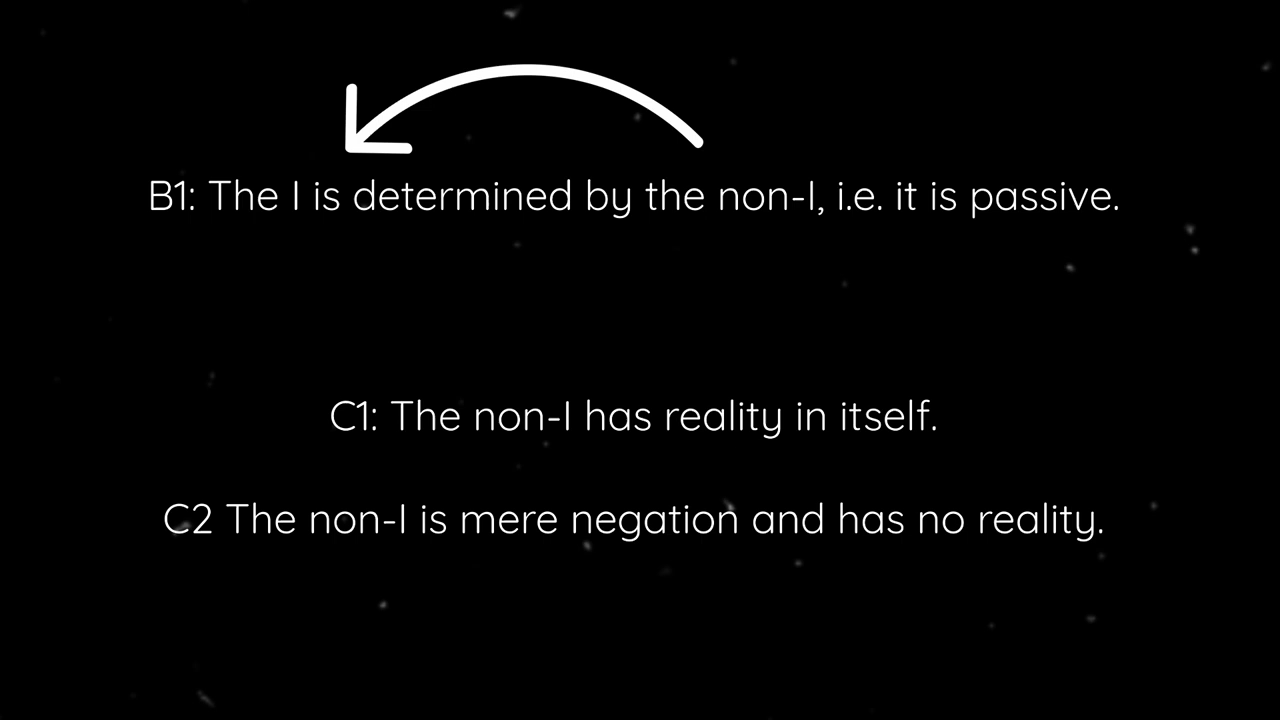 B1: The I is determined by the non-I, i.e. it is passive.
C1: The non-I has reality in itself.
C2 The non-I is mere negation and has no reality.